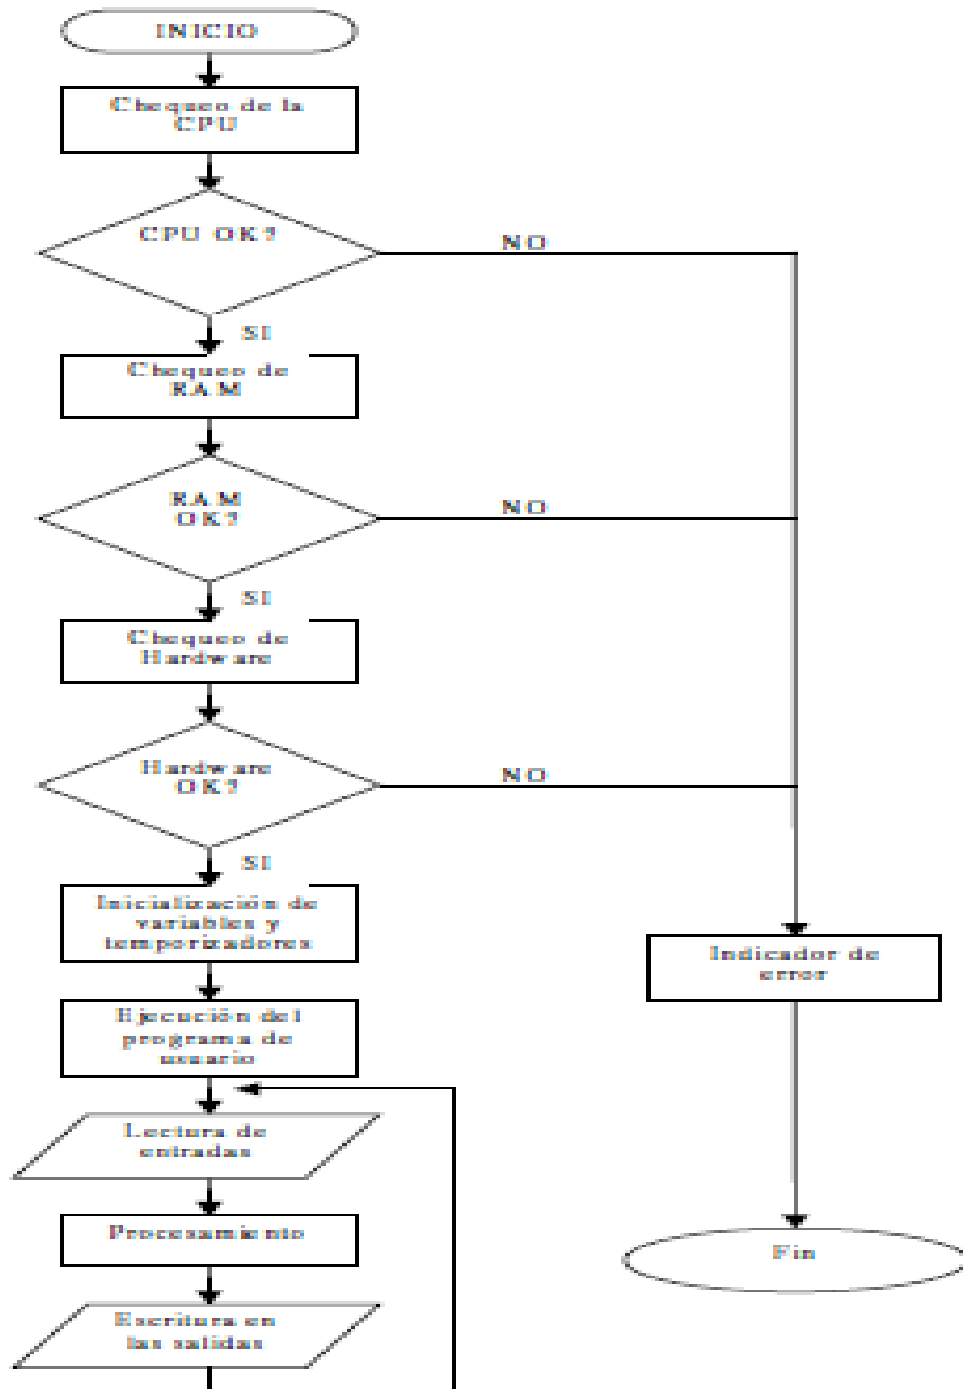 INICIO
Chequeo de la
CPU
CPU OK?
NO
SI
Chequeo de
RAM
RAM
OK?
NO
SI
Chequeo de
Hardware
Hardware
OK?
NO
SI
Inicialización de
variables y
temporizadores
Indicador de
error
Ejecución del
programa de
usuario
Lectura de
entradas
Procesamiento
Fin
Escritura en
las salidas